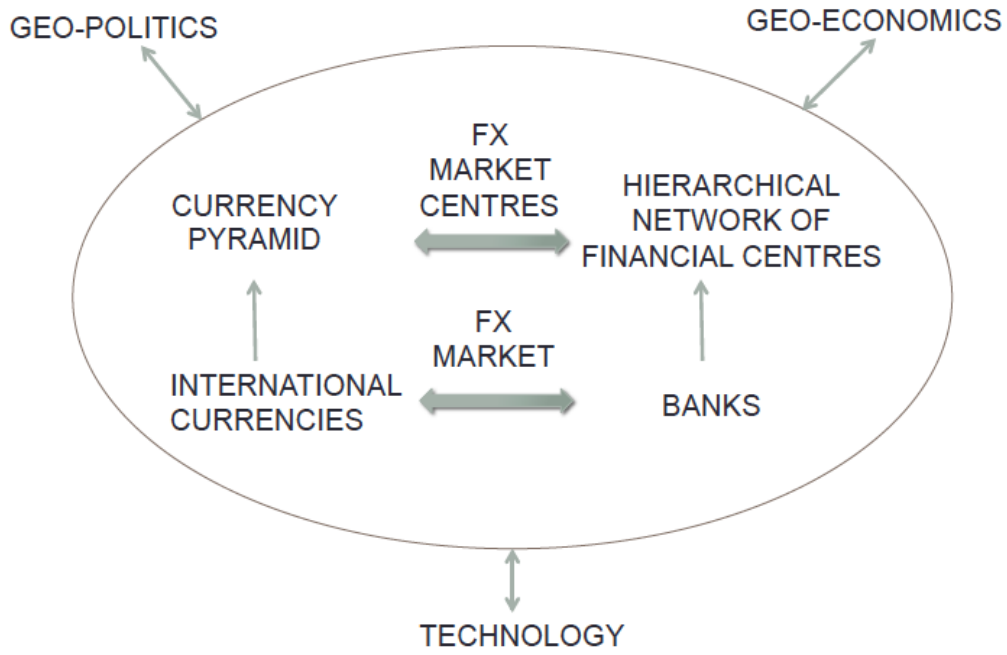 GEO-POLITICS
GEO-ECONOMICS
FX
MARKET
CENTRES
CURRENCY
PYRAMID
HIERARCHICAL
NETWORK OF
FINANCIAL CENTRES
FX
MARKET
INTERNATIONAL
CURRENCIES
BANKS
TECHNOLOGY